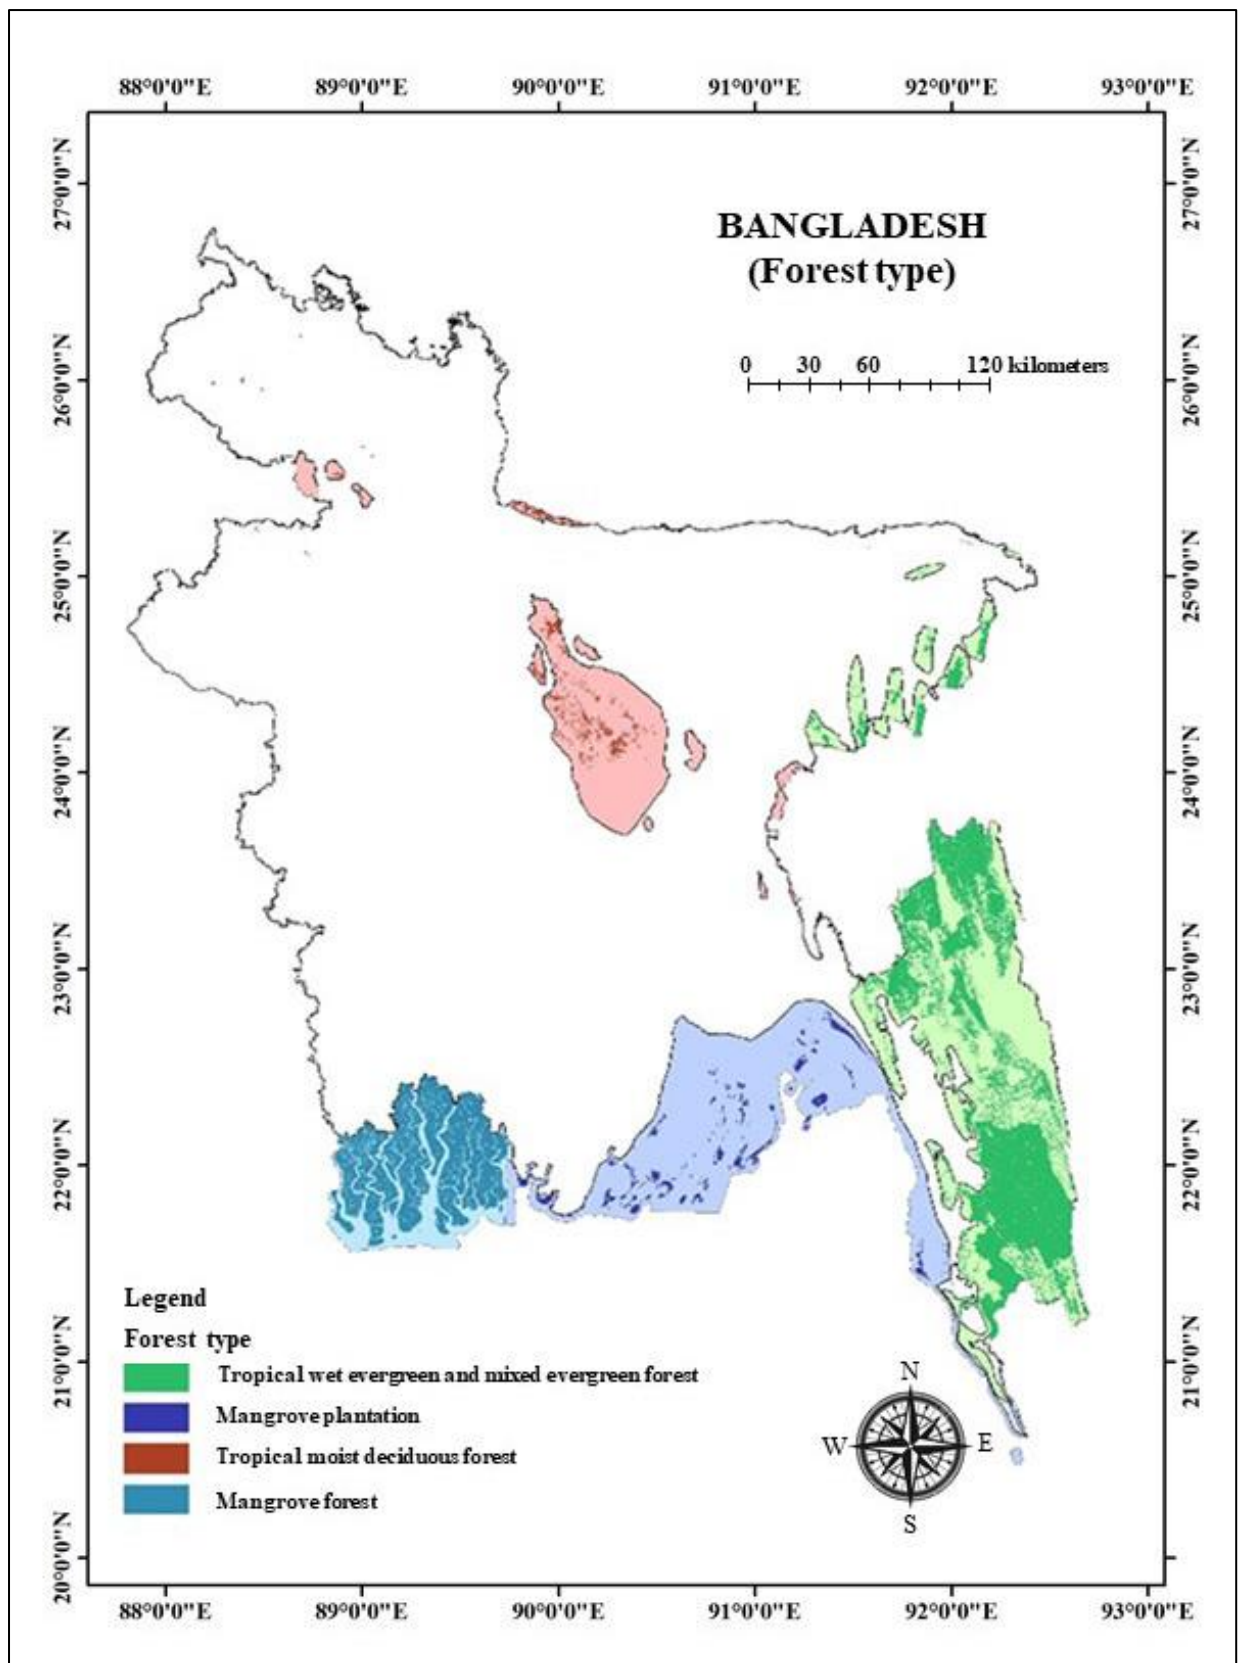 88°0'0"E 89°0'0"E 90°0'0"E 91°0'0"E 92°0'0"E 93°0'0"E
27°0'0"N 27°0'0"N
BANGLADESH
(Forest type)
0 30 60 120 kilometers
26°0'0"N 26°0'0"N
25°0'0"N 25°0'0"N
24°0'0"N 24°0'0"N
23°0'0"N 23°0'0"N
22°0'0"N 22°0'0"N
Legend
Forest type
21°0'0"N 21°0'0"N
Tropical wet evergreen and mixed evergreen forest
Mangrove plantation
Tropical moist deciduous forest
Mangrove forest
N
W E
S
20°0'0"N
88°0'0"E 89°0'0"E 90°0'0"E 91°0'0"E 92°0'0"E 93°0'0"E